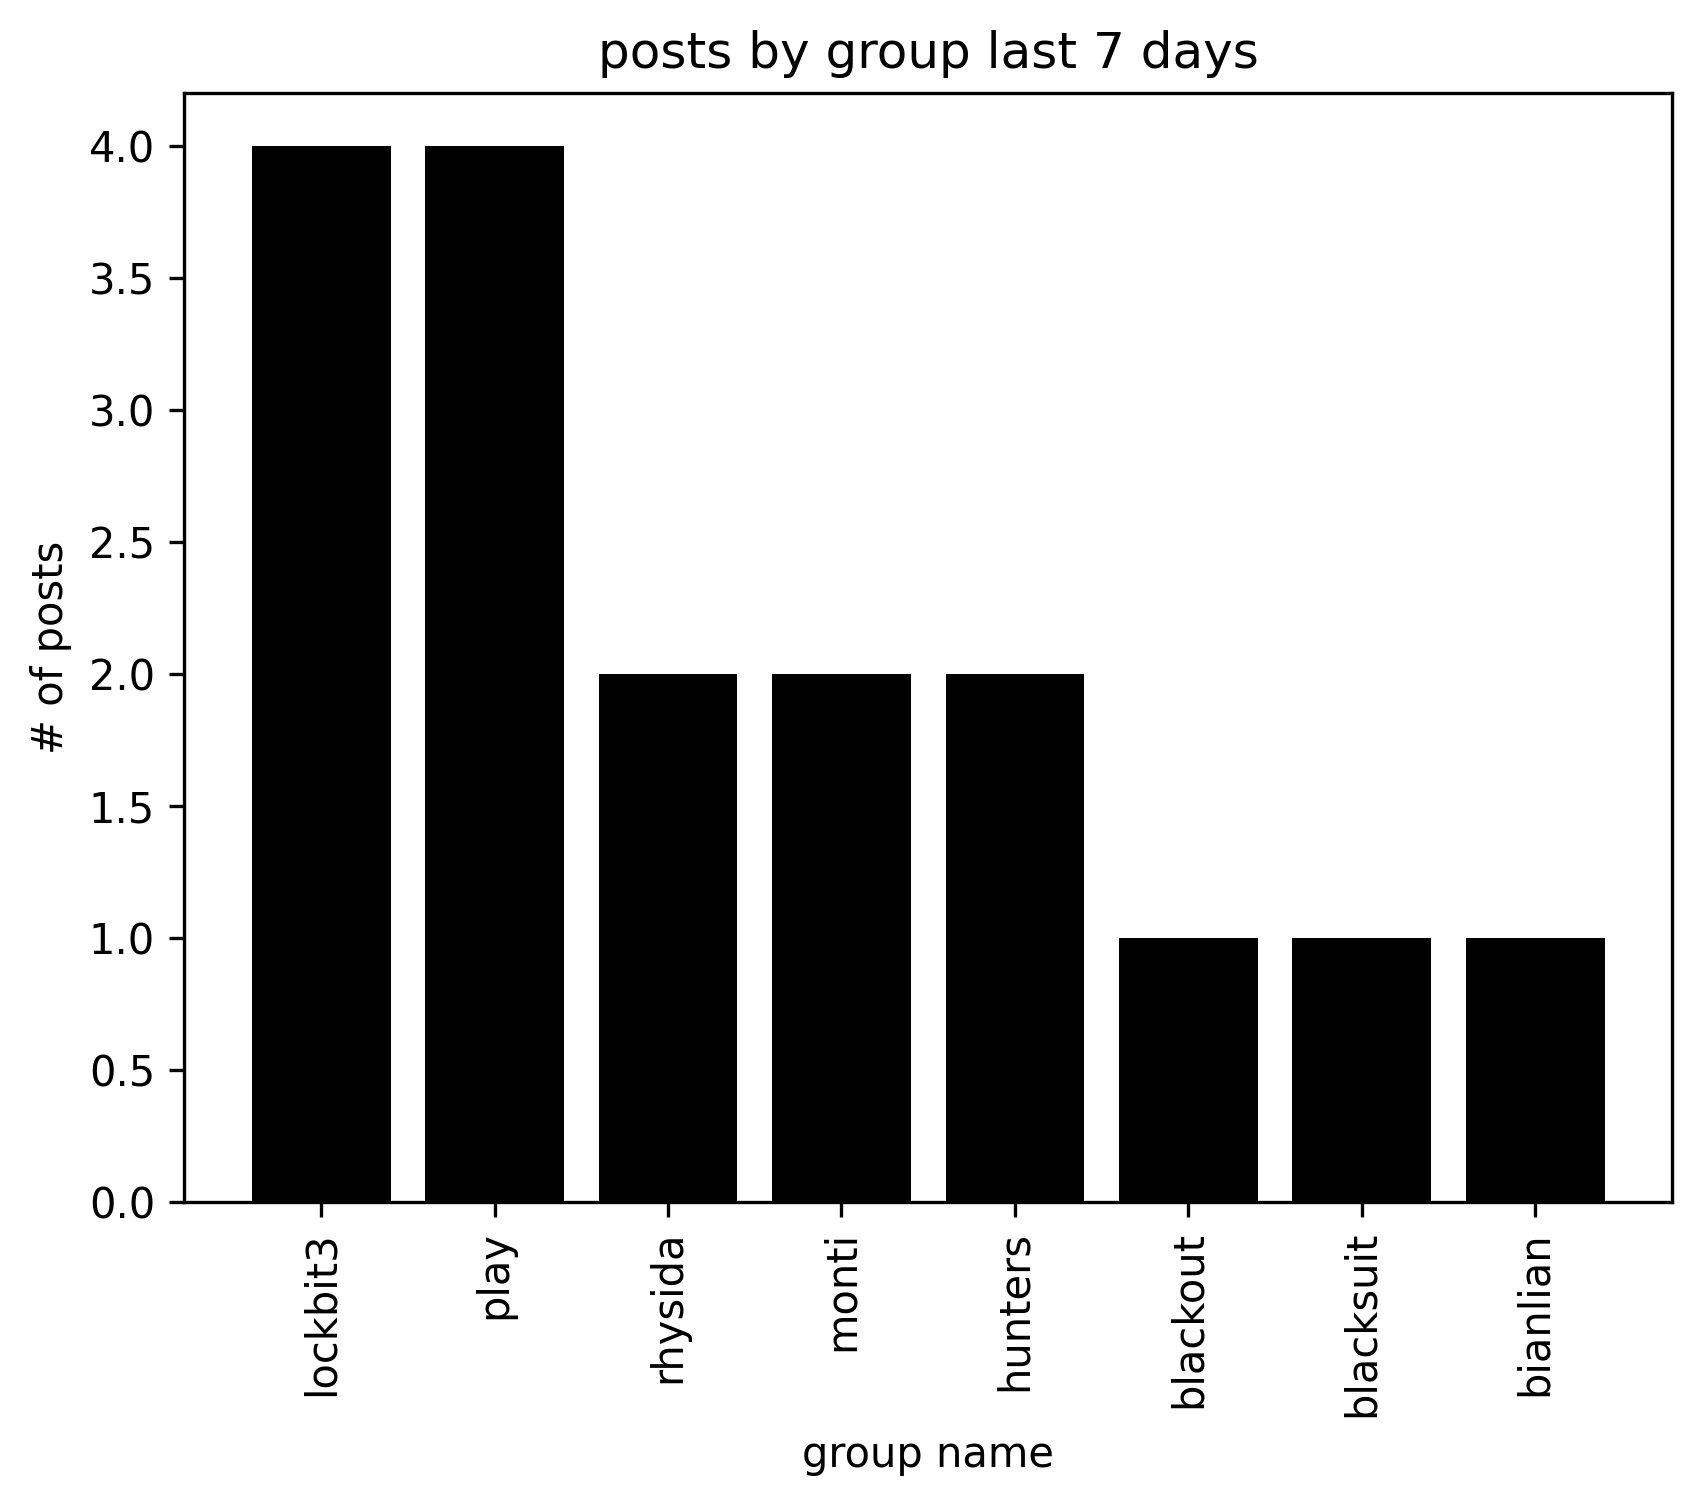 posts by group last 7 days
# of posts
4.0
3.5
3.0
2.5
2.0
1.5
1.0
0.5
0.0
lockbit3
play
rhysida
monti
hunters
blackout
blacksuit
bianlian
group name